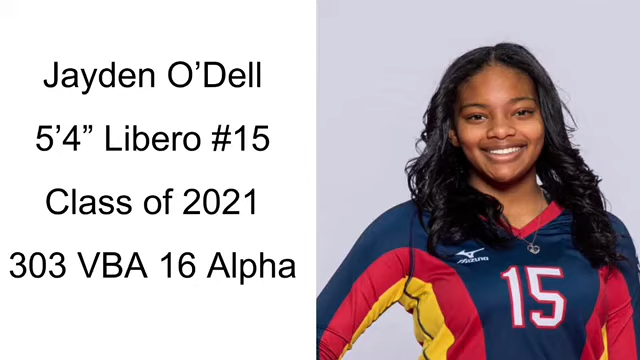 Jayden O’Dell
5’4” Libero #15
Class of 2021
303 VBA 16 Alpha
MIZUNO
15